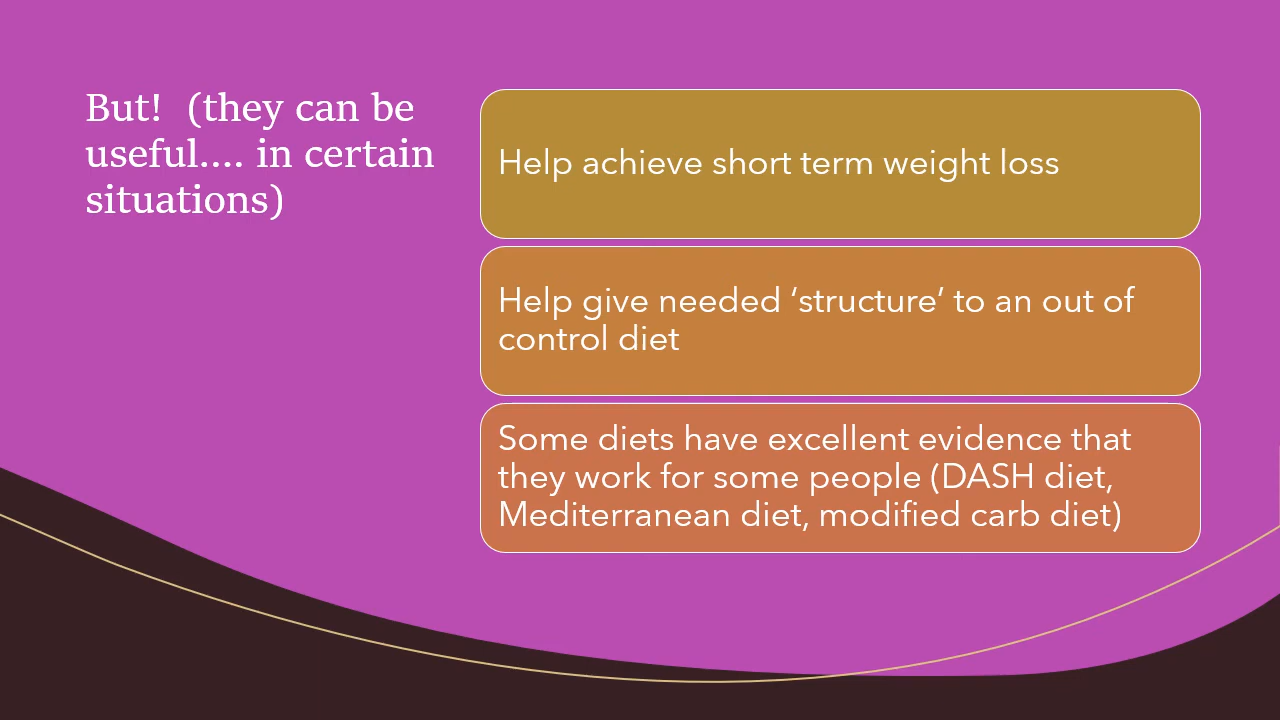 But!  (they can be
useful.... in certain
situations)
Help achieve short term weight loss
Help give needed ‘structure’ to an out of
control diet
Some diets have excellent evidence that
they work for some people (DASH diet,
Mediterranean diet, modified carb diet)